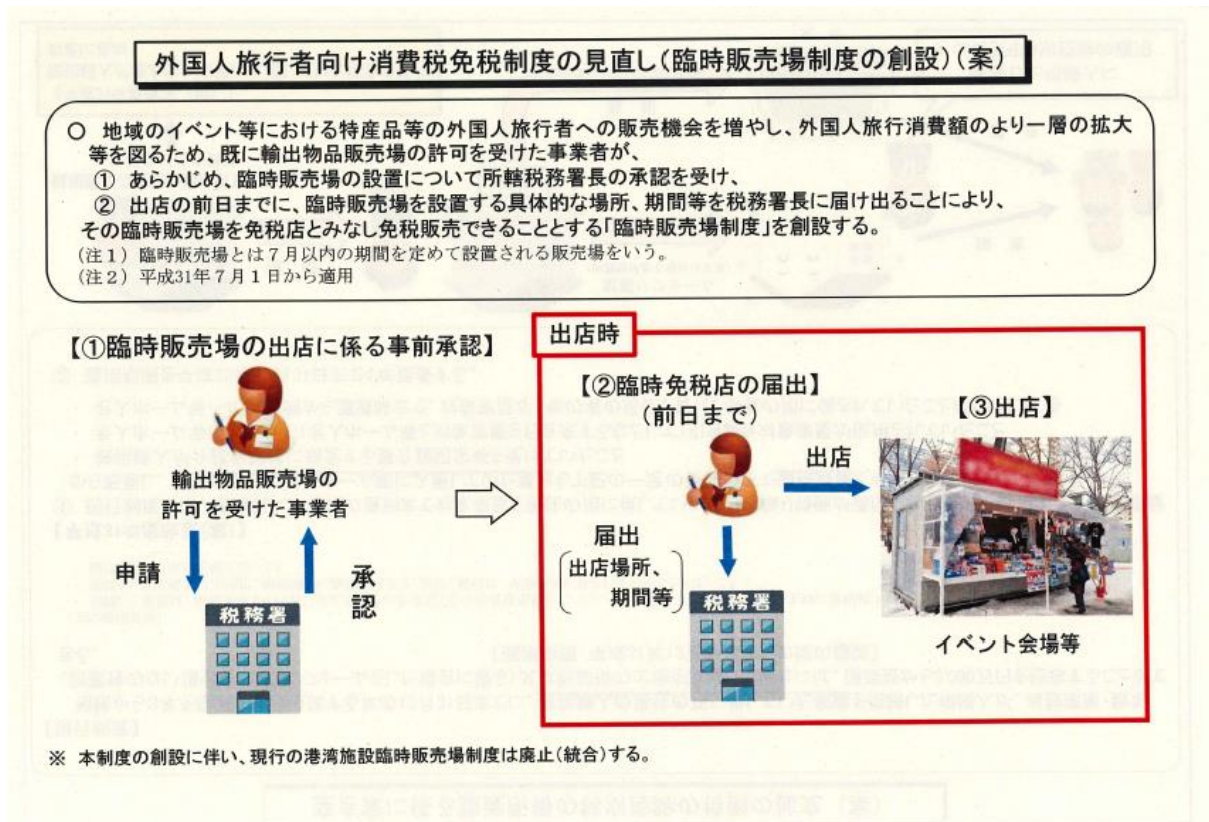 外国人旅行者向け消費税免税制度の見直し(臨時販売場制度の創設)(案)
○ 地域のイベント等における特産品等の外国人旅行者への販売機会を増やし、外国人旅行消費額のより一層の拡大
等を図るため、既に輸出物品販売場の許可を受けた事業者が、
① あらかじめ、臨時販売場の設置について所轄税務署長の承認を受け、
② 出店の前日までに、臨時販売場を設置する具体的な場所、期間等を税務署長に届け出ることにより、
その臨時販売場を免税店とみなし免税販売できることとする「臨時販売場制度」を創設する。
(注1) 臨時販売場とは7月以内の期間を定めて設置される販売場をいう。
(注2) 平成31年7月1日から適用
【①臨時販売場の出店に係る事前承認】
輸出物品販売場の
許可を受けた事業者
申請
承認
税務署
出店時
【②臨時免税店の届出】
(前日まで)
出店
届出
出店場所、
期間等
税務署
【③出店】
イベント会場等
※ 本制度の創設に伴い、現行の港湾施設臨時販売場制度は廃止(統合)する。